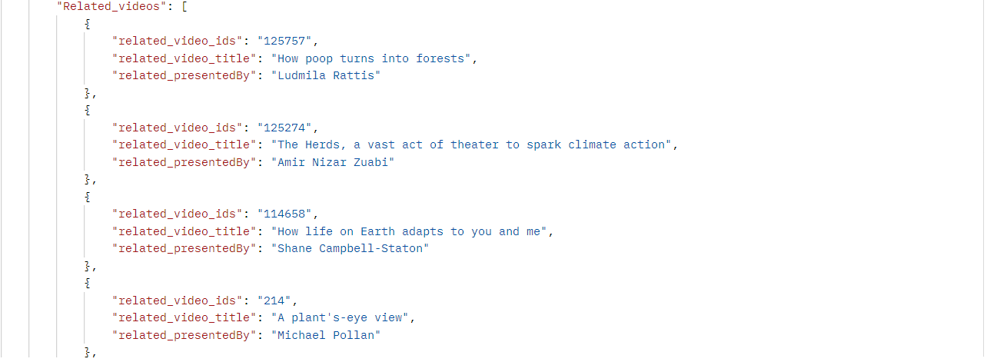 "Related_videos": [
{
"related_video_ids": "125757",
"related_video_title": "How poop turns into forests",
"related_presentedBy": "Ludmila Rattis"
},
{
"related_video_ids": "125274",
"related_video_title": "The Herds, a vast act of theater to spark climate action",
"related_presentedBy": "Amir Nizar Zuabi"
},
{
"related_video_ids": "114658",
"related_video_title": "How life on Earth adapts to you and me",
"related_presentedBy": "Shane Campbell-Staton"
},
{
"related_video_ids": "214",
"related_video_title": "A plant's-eye view",
"related_presentedBy": "Michael Pollan"
},